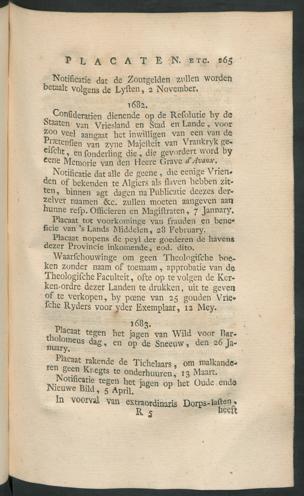 PLACATEN. ETC. 265
Notificatie dat de Zoutgelden zullen worden
betaalt volgens de Lysten, 2 November.
1682.
Consideratien dienende op de Resolutie by de
Staaten van Vriesland en Stad en Lande, voor
zoo veel aangaat het inwilligen van een van de
Prætensien van zyne Majesteit van Vrankryk ge-
eischt, en sonderling die, die gevordert word by
eene Memorie van den Heere Grave d'Avaux.
Notificatie dat alle de geene, die eenige Vrien-
den of bekenden te Algiers als slaven hebben zit-
ten, binnen agt dagen na Publicatie deezes der-
zelver naamen &c. zullen moeten aangeven aan
hunne resp. Officieren en Magistraten, 7 January.
Placaat tot voorkominge van frauden en bene-
ficie van 's Lands Middelen, 28 February.
Placaat nopens de peyl der goederen de havens
dezer Provincie inkomende, eod. dito.
Waarschouwinge om geen Theologische boe-
ken zonder naam of toenaam, approbatie van de
Theologische Faculteit, ofte op te volgen de Ker-
ken-ordre dezer Landen te drukken, uit te geven
of te verkopen, by pœne van 25 gouden Vrie-
sche Ryders voor yder Exemplaar, 12 Mey.
1683.
Placaat tegen het jagen van Wild voor Bar-
tholomeus dag, en op de Sneeuw, den 26 Ja-
nuary.
Placaat rakende de Tichelaars, om malkande-
ren geen Knegts te onderhuuren, 13 Maart.
Notificatie tegen het jagen op het Oude ende
Nieuwe Bild, 5 April.
In voorval van extraordinaris Dorps-lasten,
R 5 heeft